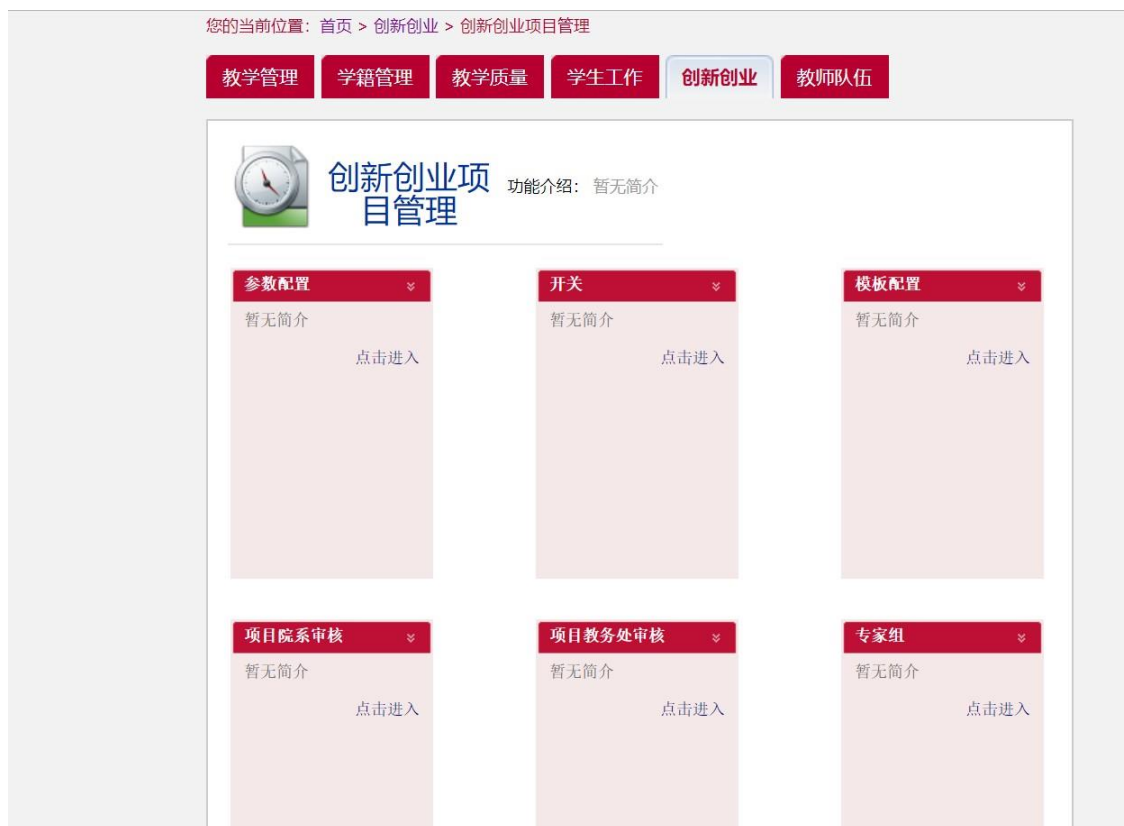 您的当前位置：首页 > 创新创业 > 创新创业项目管理
教学管理 学籍管理 教学质量 学生工作 创新创业 教师队伍
创新创业项
目管理
功能介绍： 暂无简介
参数配置 开关 模板配置
暂无简介 暂无简介 暂无简介
点击进入 点击进入 点击进入
项目院系审核 项目教务处审核 专家组
暂无简介 暂无简介 暂无简介
点击进入 点击进入 点击进入